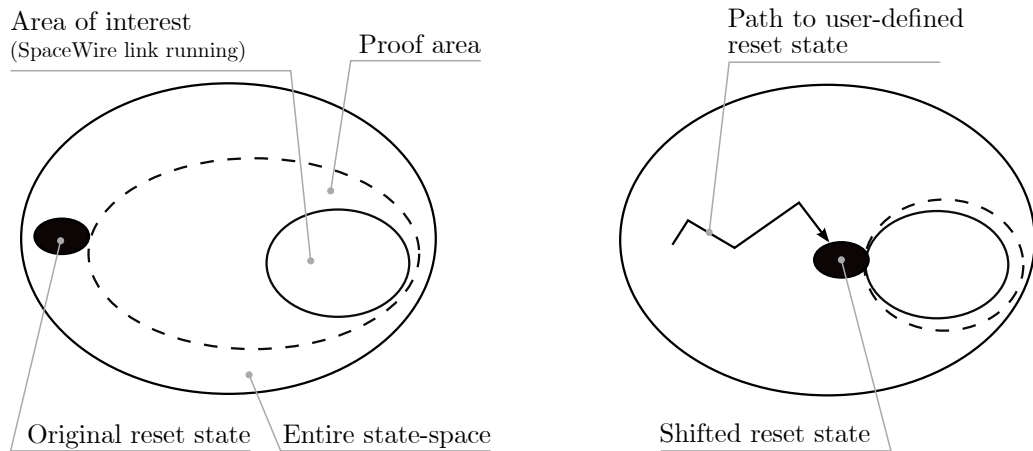 Area of interest
(SpaceWire link running)
Proof area
Path to user-defined
reset state
Original reset state
Entire state-space
Shifted reset state